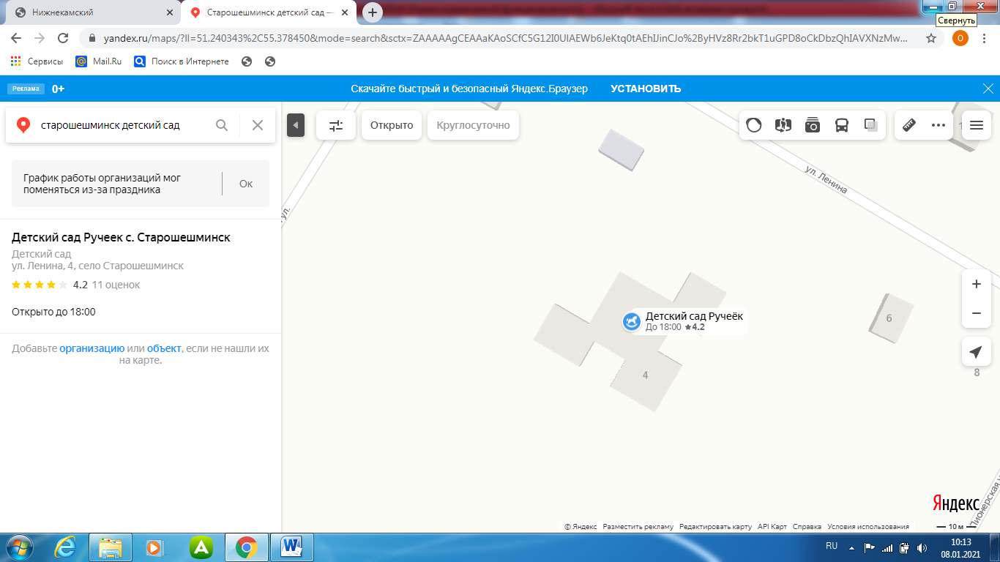 Нижнекамский
Старошешминск детский сад —
Свернуть
yandex.ru/maps/?ll=51.240343%2C55.378450&mode=search&sctx=ZAAAAAgCEAAaKAoSCfC5G12I0UlAEWb6JeKtq0tAEhIJinCJo%2ByHVz8Rr2bkT1uGPD8oCkDbzQhIAVXNzMw...
O
Сервисы
Mail.Ru
Поиск в Интернете
Реклама
0+
Скачайте быстрый и безопасный Яндекс.Браузер
УСТАНОВИТЬ
старошешминск детский сад
Открыто
Круглосуточно
График работы организаций мог
поменяться из-за праздника
Ок
Детский сад Ручеек с. Старошешминск
Детский сад
ул. Ленина, 4, село Старошешминск
4.2 11 оценок
Открыто до 18:00
Добавьте организацию или объект, если не нашли их
на карте.
ул. Ленина
ул.
Детский сад Ручеёк
До 18:00 ★4.2
4
6
8
Яндекс
Пионерская у
© Яндекс
Разместить рекламу
Редактировать карту
API Карт
Справка
Условия использования
10 м
RU
10:13
08.01.2021